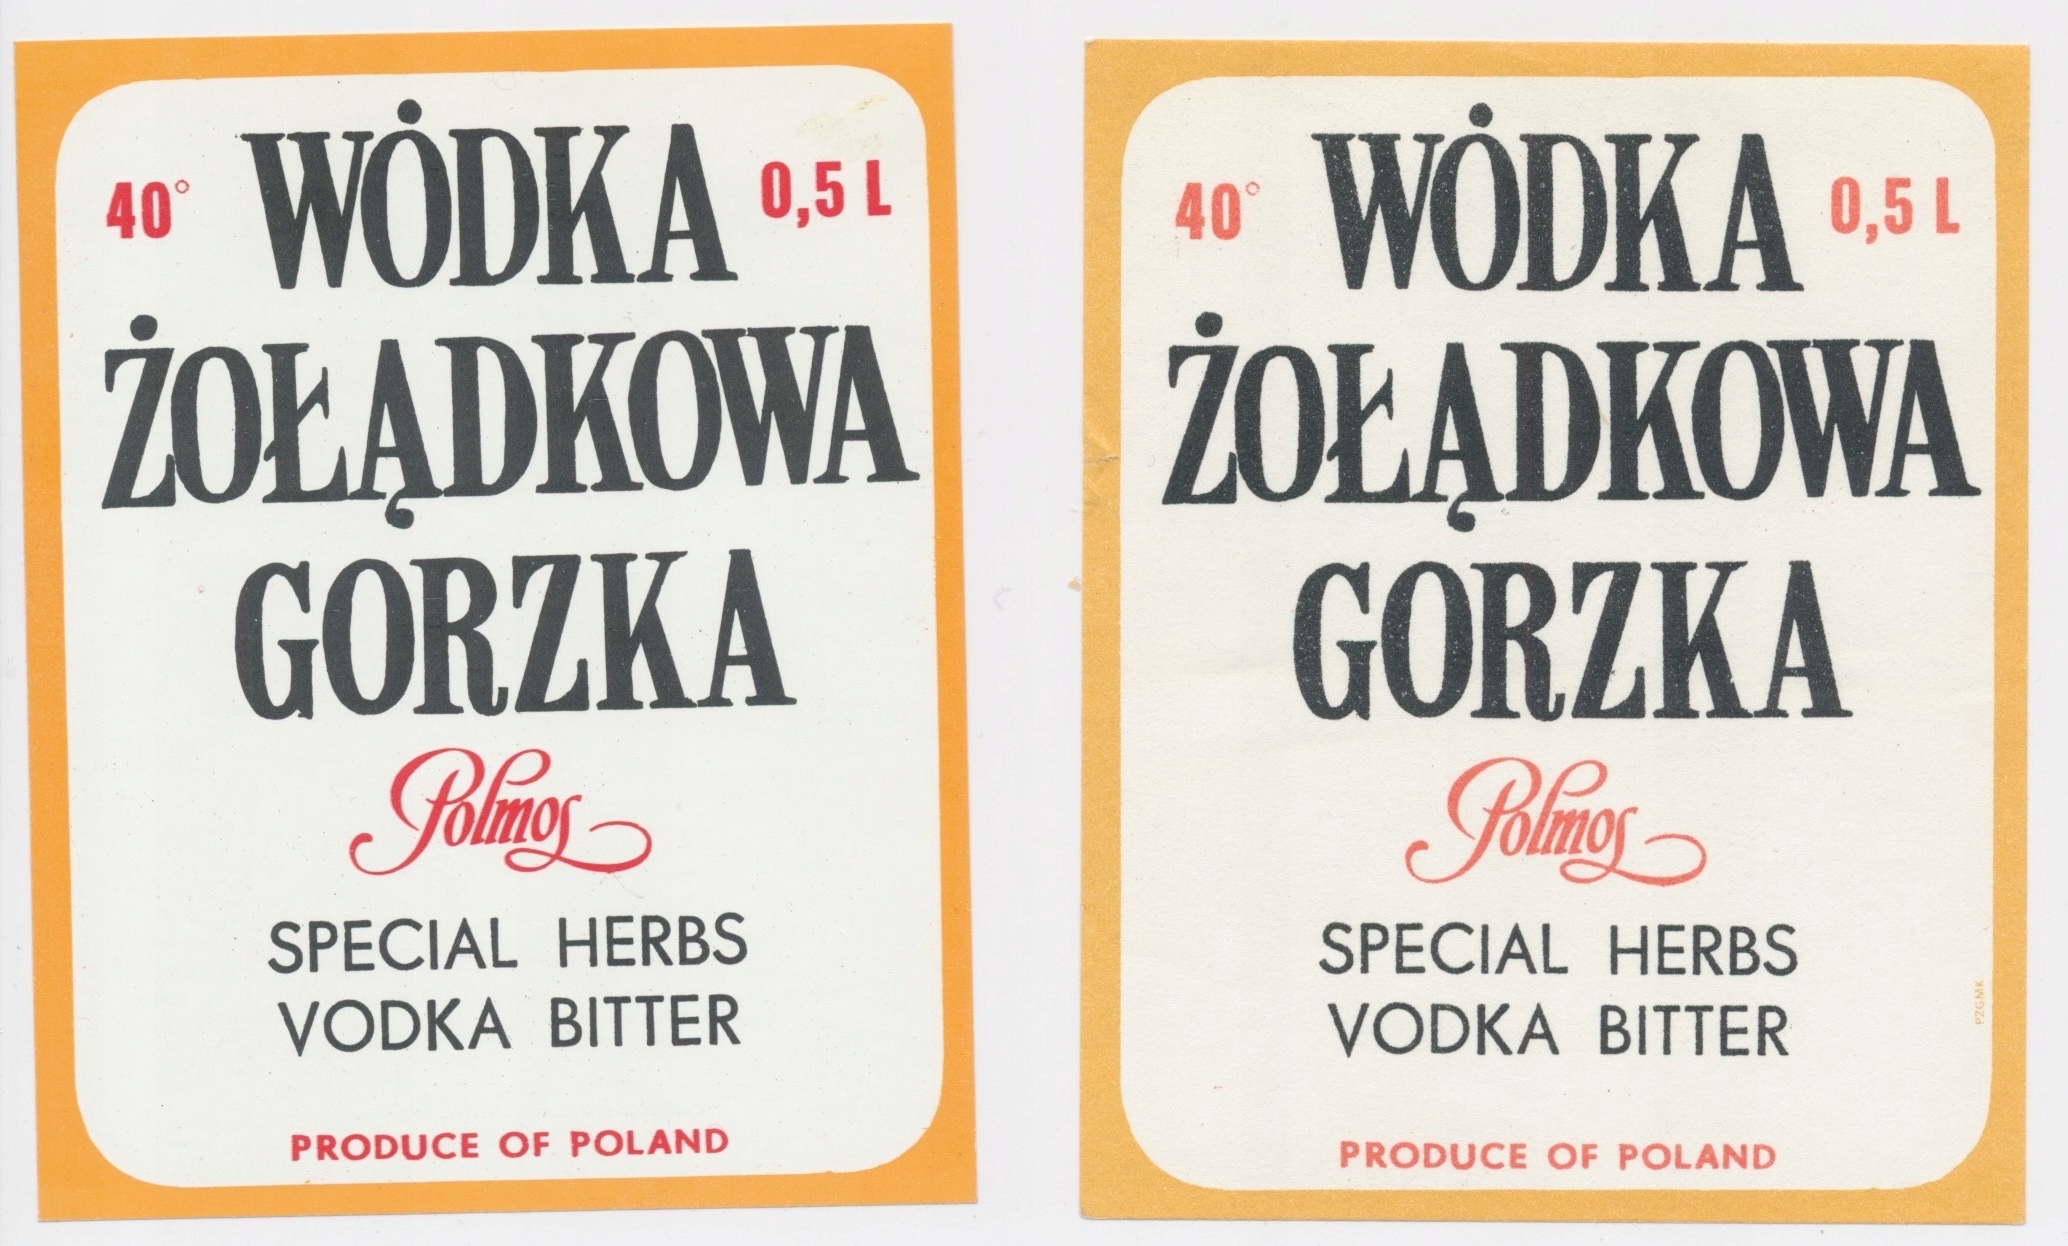 40° WÓDKA 0,5 L
ŻOŁĄDKOWA
GORZKA
Polmos
SPECIAL HERBS
VODKA BITTER
PRODUCE OF POLAND
40° WÓDKA 0,5 L
ŻOŁĄDKOWA
GORZKA
Polmos
SPECIAL HERBS
VODKA BITTER
PZGMK
PRODUCE OF POLAND